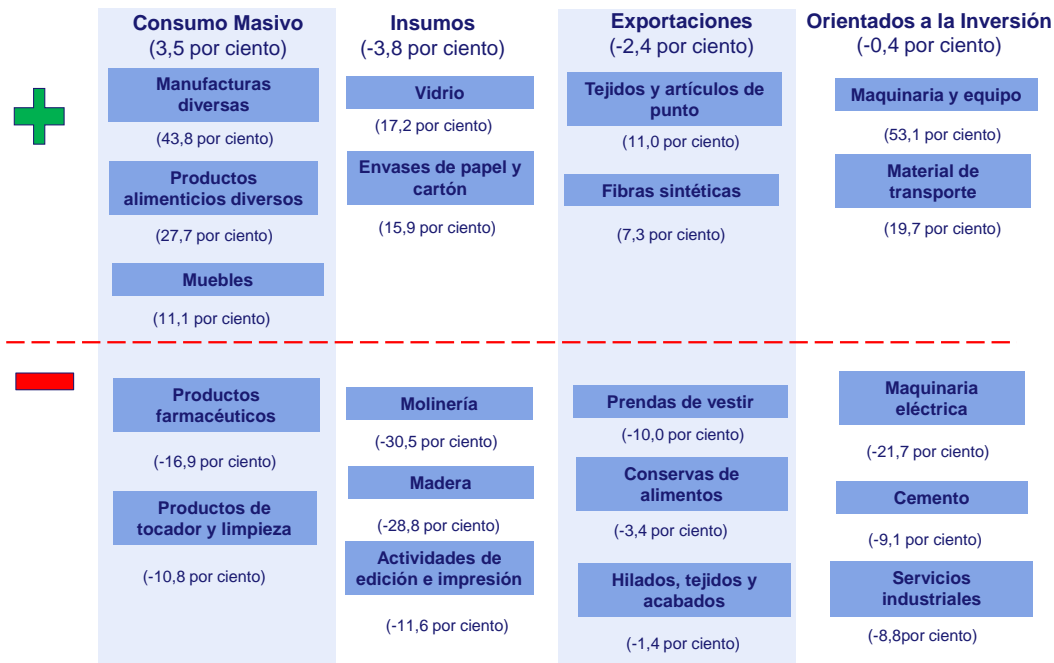 Consumo Masivo
(3,5 por ciento)
Insumos
(-3,8 por ciento)
Exportaciones
(-2,4 por ciento)
Orientados a la Inversión
(-0,4 por ciento)
Manufacturas
diversas
(43,8 por ciento)
Productos
alimenticios diversos
(27,7 por ciento)
Muebles
(11,1 por ciento)
Vidrio
(17,2 por ciento)
Envases de papel y
cartón
(15,9 por ciento)
Tejidos y artículos de
punto
(11,0 por ciento)
Fibras sintéticas
(7,3 por ciento)
Maquinaria y equipo
(53,1 por ciento)
Material de
transporte
(19,7 por ciento)
Productos
farmacéuticos
(-16,9 por ciento)
Productos de
tocador y limpieza
(-10,8 por ciento)
Molinería
(-30,5 por ciento)
Madera
(-28,8 por ciento)
Actividades de
edición e impresión
(-11,6 por ciento)
Prendas de vestir
(-10,0 por ciento)
Conservas de
alimentos
(-3,4 por ciento)
Hilados, tejidos y
acabados
(-1,4 por ciento)
Maquinaria
eléctrica
(-21,7 por ciento)
Cemento
(-9,1 por ciento)
Servicios
industriales
(-8,8por ciento)